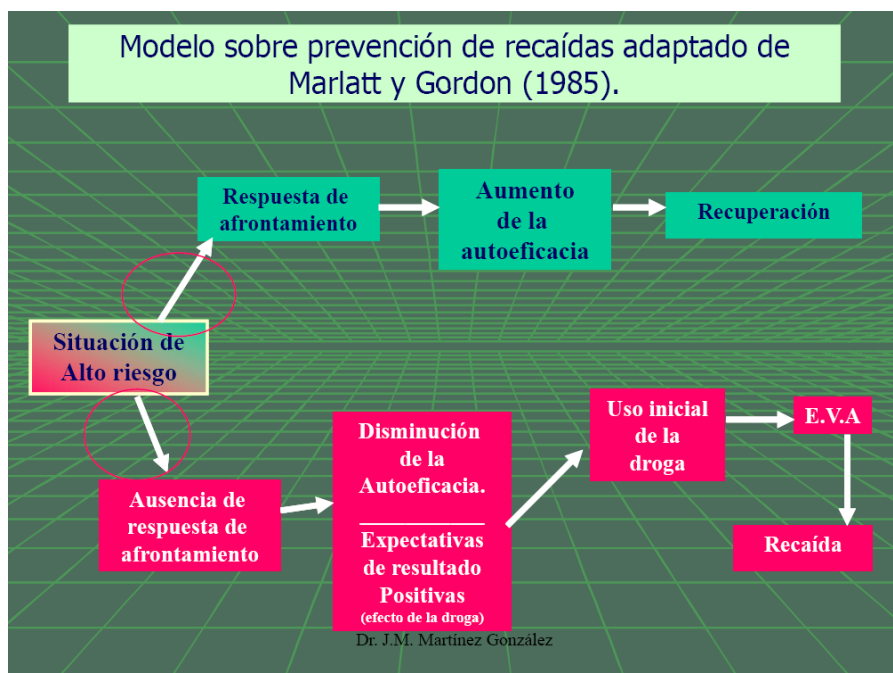 Modelo sobre prevención de recaídas adaptado de
Marlatt y Gordon (1985).
Respuesta de
afrontamiento
Aumento
de la
autoeficacia
Recuperación
Situación de
Alto riesgo
Ausencia de
respuesta de
afrontamiento
Disminución
de la
Autoeficacia.
Expectativas
de resultado
Positivas
(efecto de la droga)
Uso inicial
de la
droga
E.V.A
Recaída
Dr. J.M. Martínez González